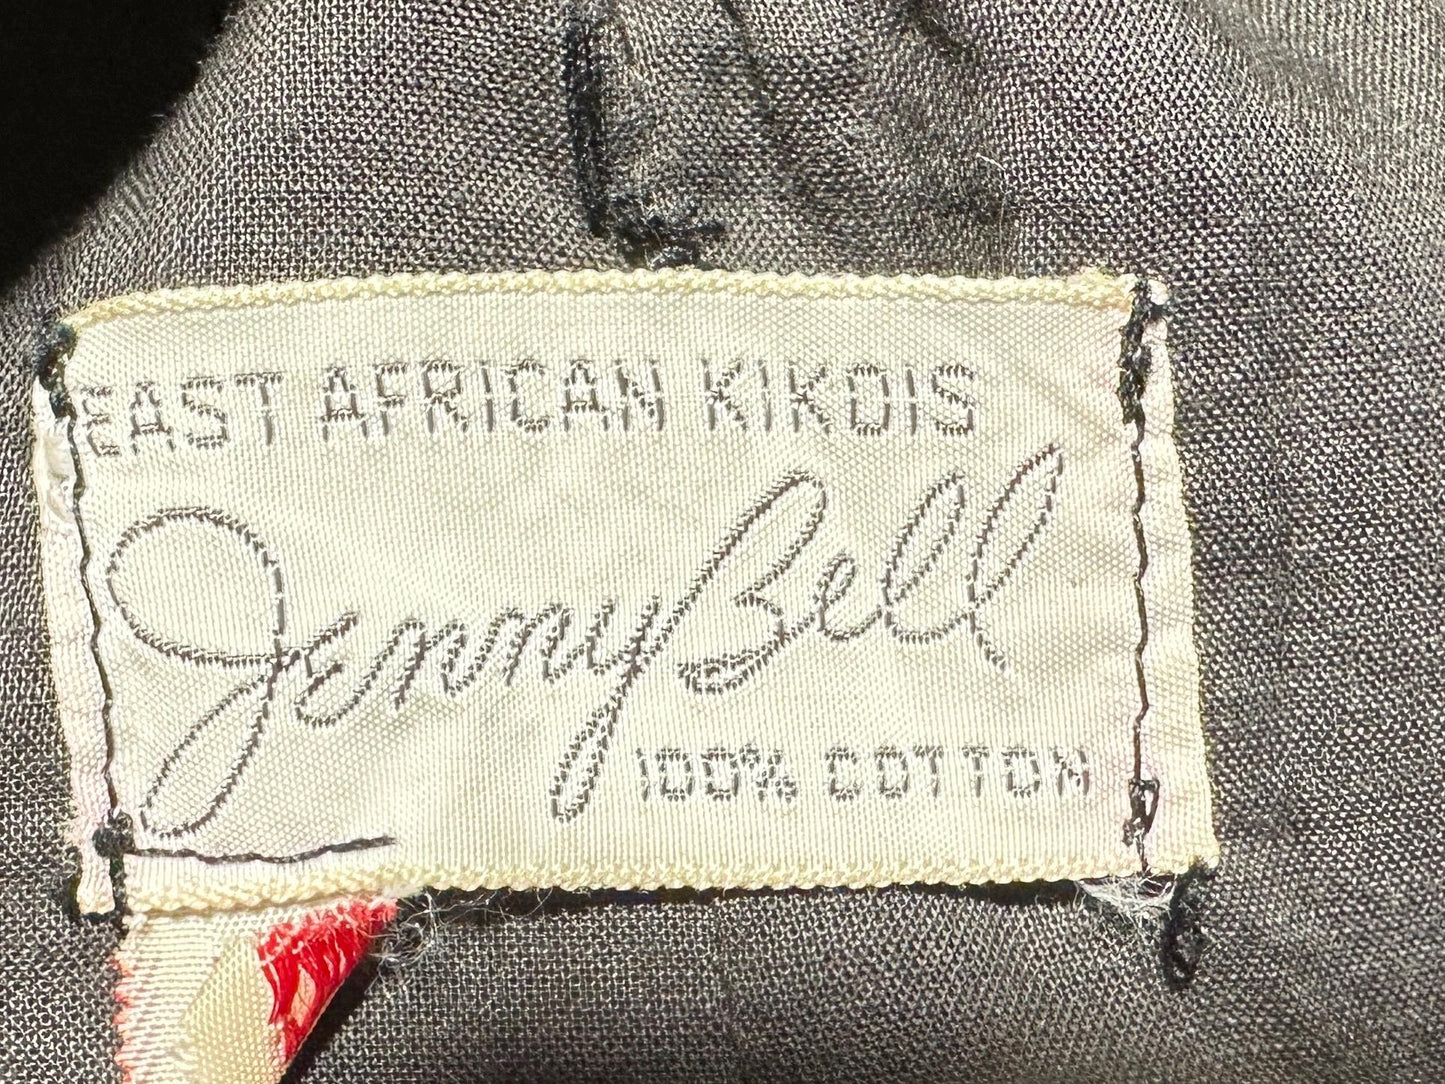 EAST AFRICAN KIKOIS
Jenny Bell
100% COTTON